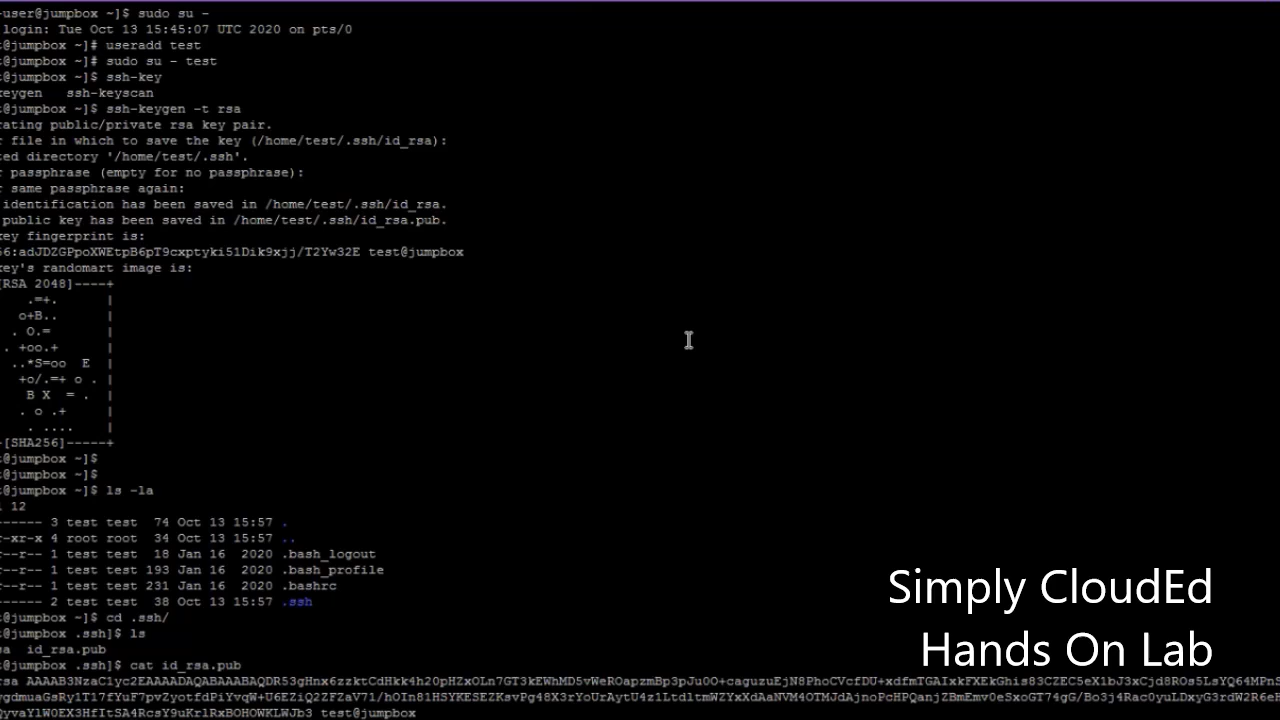 -user@jumpbox ~]$ sudo su -
 login: Tue Oct 13 15:45:07 UTC 2020 on pts/0
@jumpbox ~]# useradd test
@jumpbox ~]# sudo su - test
@jumpbox ~]$ ssh-key
keygen   ssh-keyscan
@jumpbox ~]$ ssh-keygen -t rsa
rating public/private rsa key pair.
r file in which to save the key (/home/test/.ssh/id_rsa):
ted directory '/home/test/.ssh'.
r passphrase (empty for no passphrase):
r same passphrase again:
 identification has been saved in /home/test/.ssh/id_rsa.
 public key has been saved in /home/test/.ssh/id_rsa.pub.
key fingerprint is:
56:adJDZGPpoXWEtpB6pT9cxptyki51Dik9xjj/T2Yw32E test@jumpbox
key's randomart image is:
[RSA 2048]----+
    .=+.      |
   o+B..      |
  . O.=       |
 . +oo.+      |
  ..*S=oo  E  |
   +o/.=+ o . |
    B X  = .  |
   . o .+     |
    . ....    |
-[SHA256]-----+
@jumpbox ~]$
@jumpbox ~]$
@jumpbox ~]$ ls -la
l 12
------ 3 test test  74 Oct 13 15:57 .
r-xr-x 4 root root  34 Oct 13 15:57 ..
r--r-- 1 test test  18 Jan 16  2020 .bash_logout
r--r-- 1 test test 193 Jan 16  2020 .bash_profile
r--r-- 1 test test 231 Jan 16  2020 .bashrc
------ 2 test test  38 Oct 13 15:57 .ssh
@jumpbox ~]$ cd .ssh/
@jumpbox .ssh]$ ls
sa  id_rsa.pub
@jumpbox .ssh]$ cat id_rsa.pub
rsa
test@jumpbox
Simply CloudEd
Hands On Lab